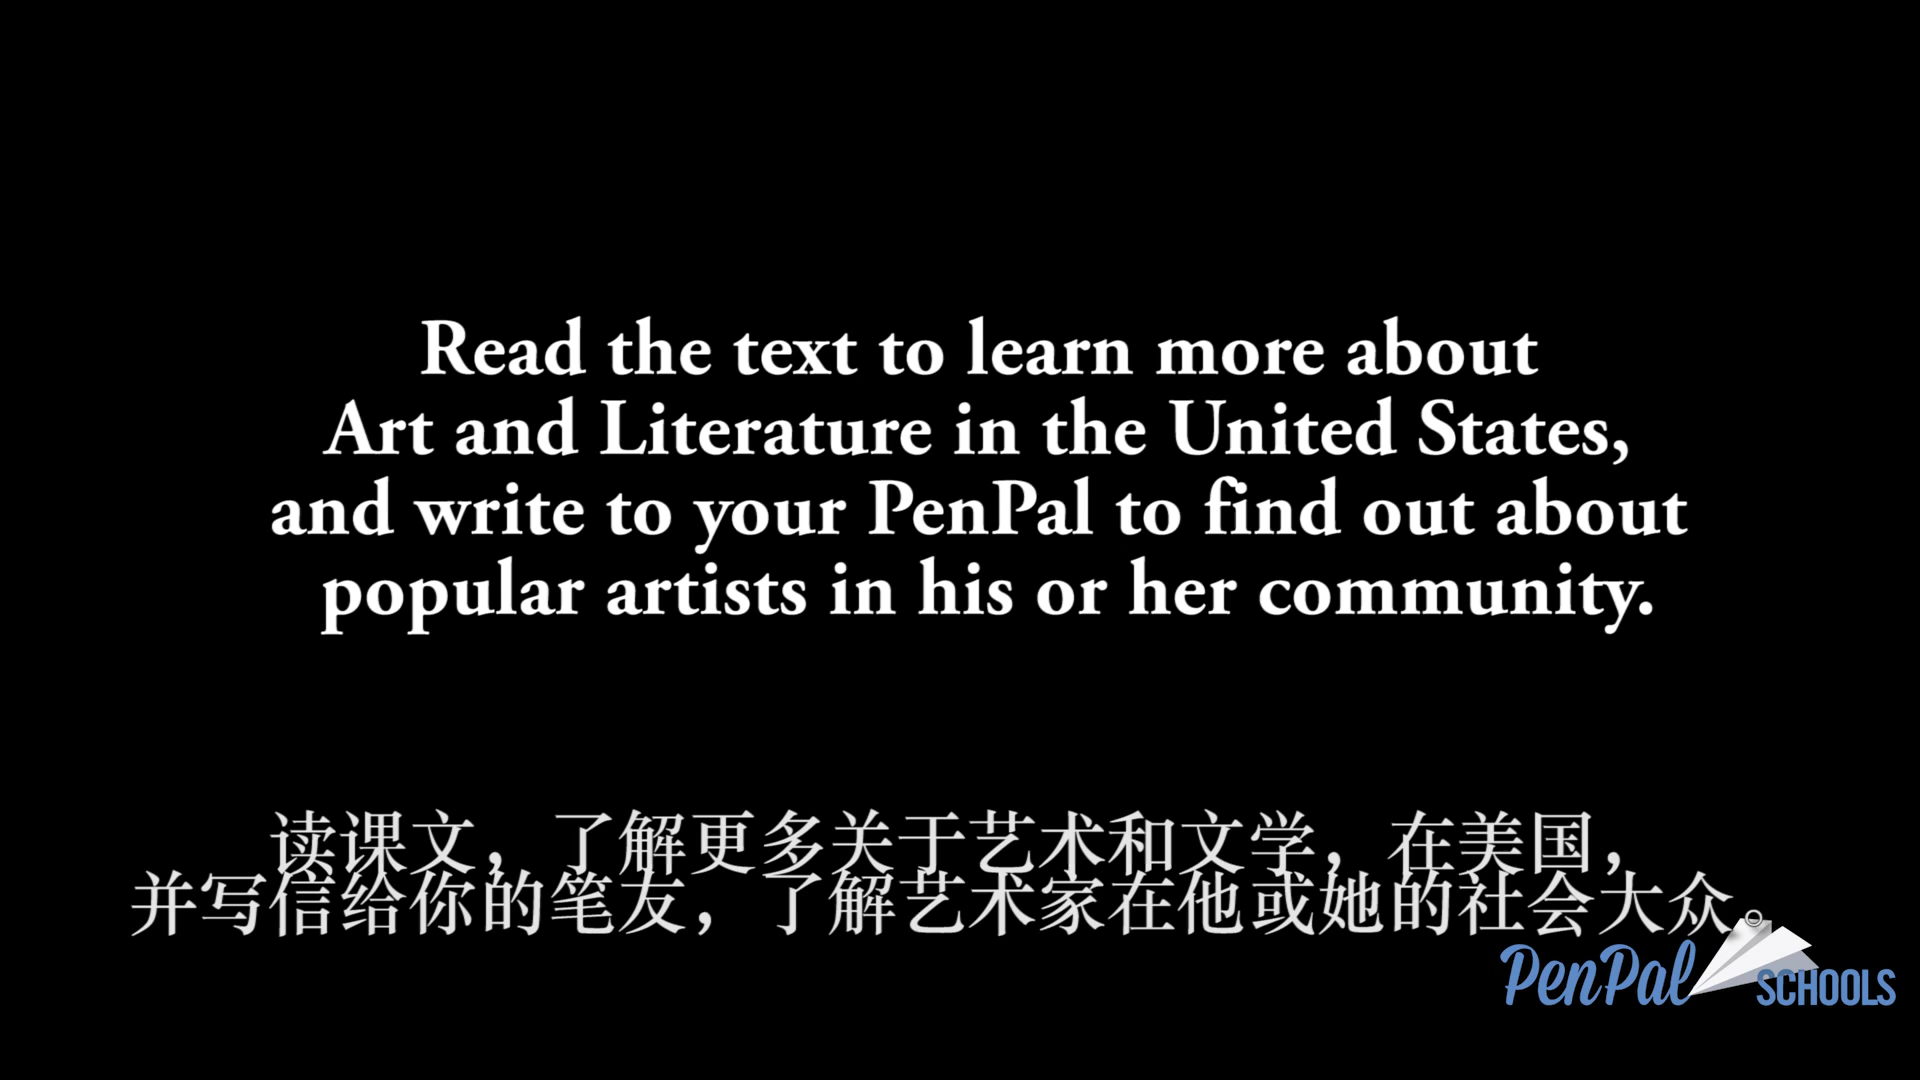 Read the text to learn more about
Art and Literature in the United States,
and write to your PenPal to find out about
popular artists in his or her community.
读课文，了解更多关于艺术和文学，在美国，
并写信给你的笔友，了解艺术家在他或她的社会大众。
PenPal SCHOOLS